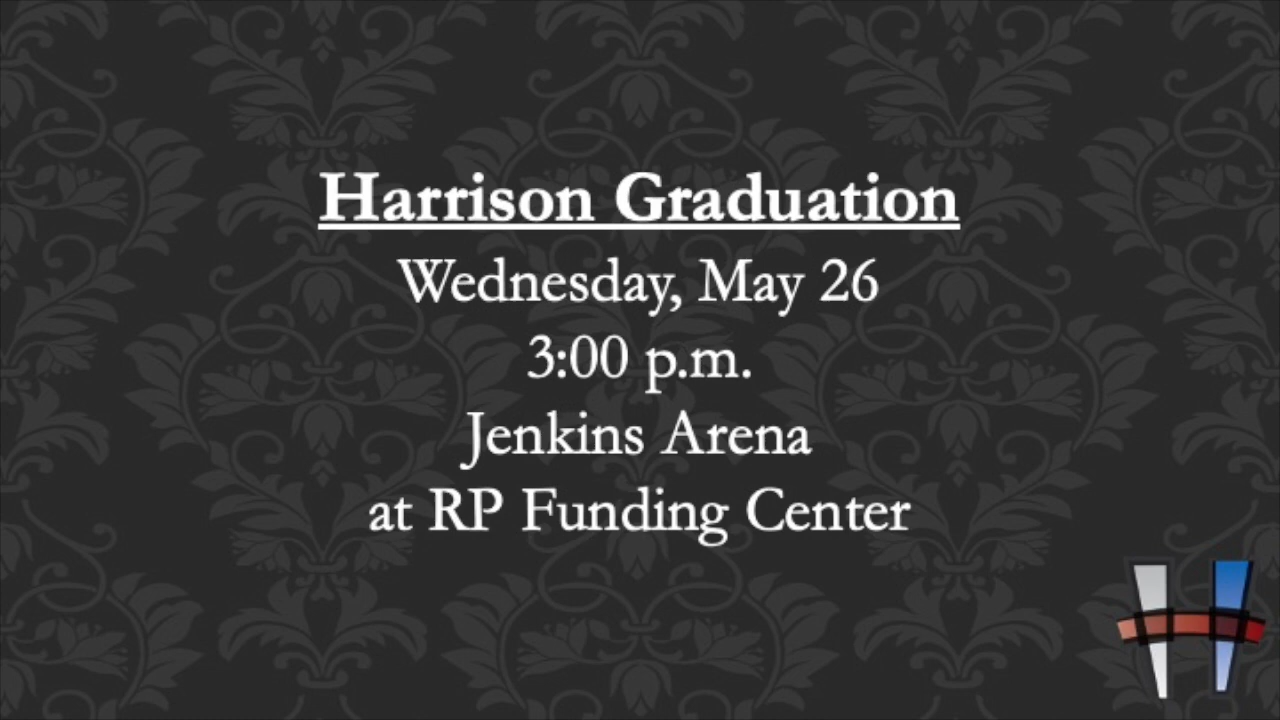 Harrison Graduation
Wednesday, May 26
3:00 p.m.
Jenkins Arena
at RP Funding Center